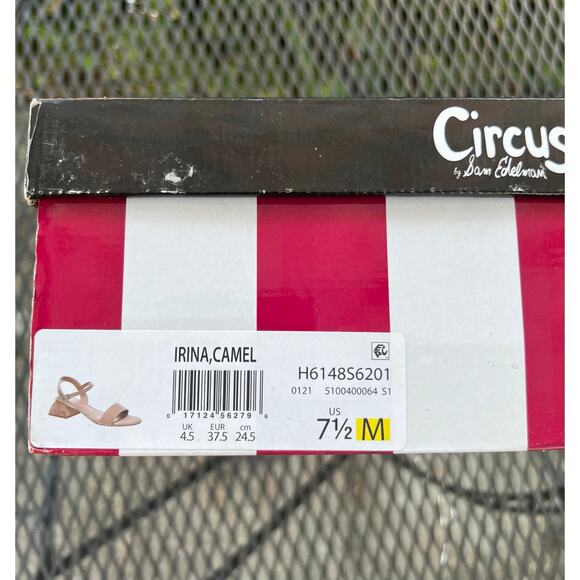 Circus
by Sam Edelman
IRINA,CAMEL
H6148S6201
0121 5100400064 S1
0 17124 56279 6
UK EUR cm
4.5 37.5 24.5
US
7½ M